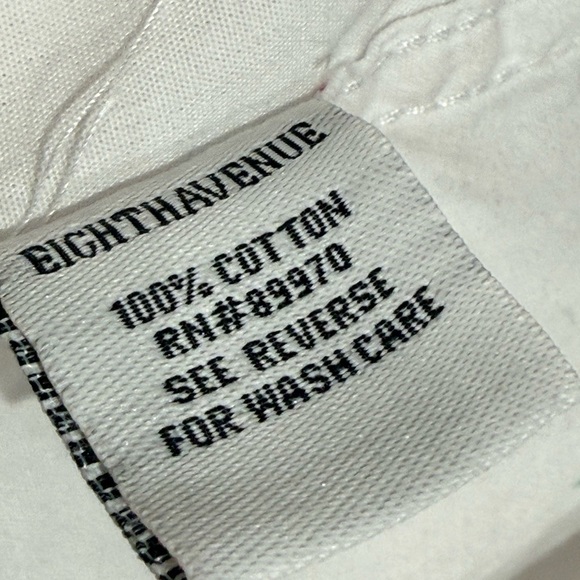 EIGHTHAVENUE
100% COTTON
RN#89970
SEE REVERSE
FOR WASH CARE